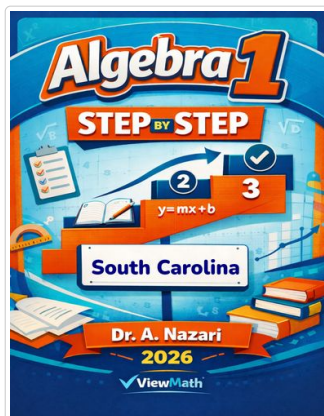 Algebra 1
STEP BY STEP
2
3
y=mx+b
South Carolina
Dr. A. Nazari
2026
ViewMath